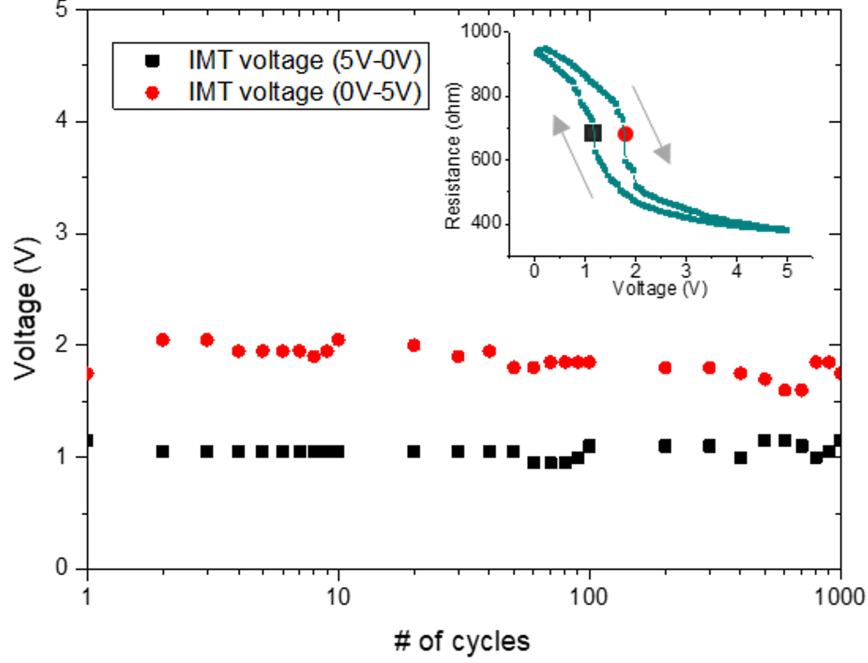 5
4
3
2
1
0
Voltage (V)
IMT voltage (5V-0V)
IMT voltage (0V-5V)
1000
800
600
400
Resistance (ohm)
0 1 2 3 4 5
Voltage (V)
1 10 100 1000
# of cycles